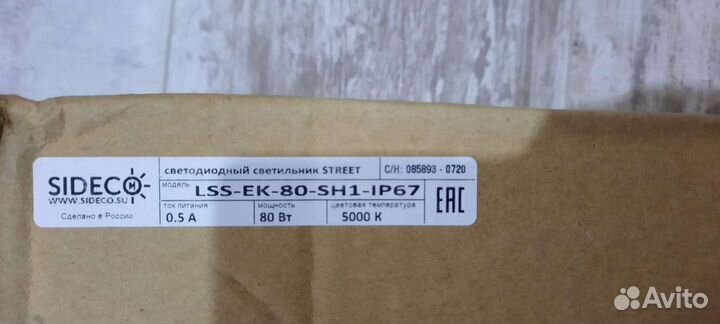 SIDECO
WWW.SIDECO.SU
Сделано в России
светодиодный светильник STREET
С/Н: 085893 - 0720
модель
LSS-EK-80-SH1-IP67
ток питания
0.5 А
мощность
80 Вт
цветовая температура
5000 К
EAC
Avito